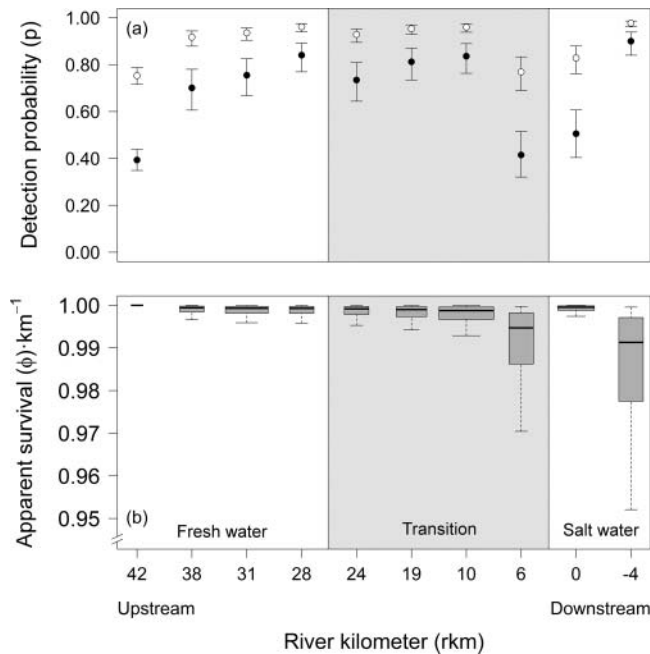 (a)
Detection probability (p)
1.00
0.80
0.60
0.40
0.20
0.00
(b)
Apparent survival (ϕ)·km⁻¹
1.00
0.99
0.98
0.97
0.96
0.95
Fresh water Transition Salt water
42 38 31 28 24 19 10 6 0 -4
Upstream Downstream
River kilometer (rkm)